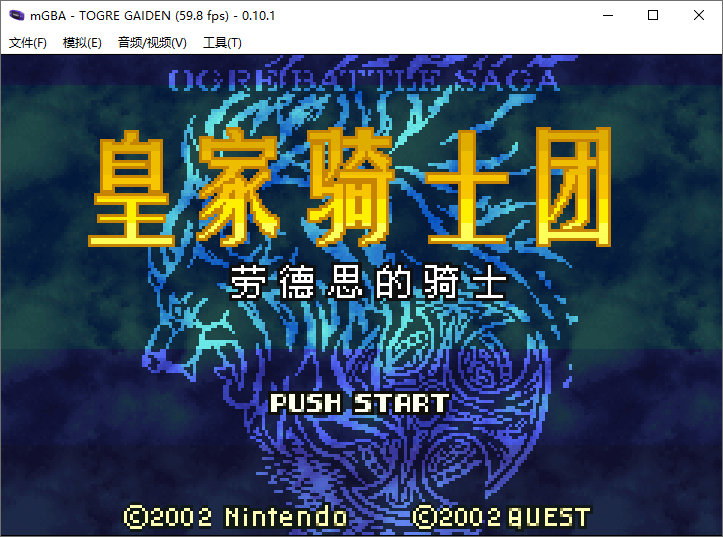 mGBA - TOGRE GAIDEN (59.8 fps) - 0.10.1
文件(F) 模拟(E) 音频/视频(V) 工具(T)
OGRE BATTLE SAGA
皇家骑士团
劳德思的骑士
PUSH START
©2002 Nintendo ©2002 QUEST